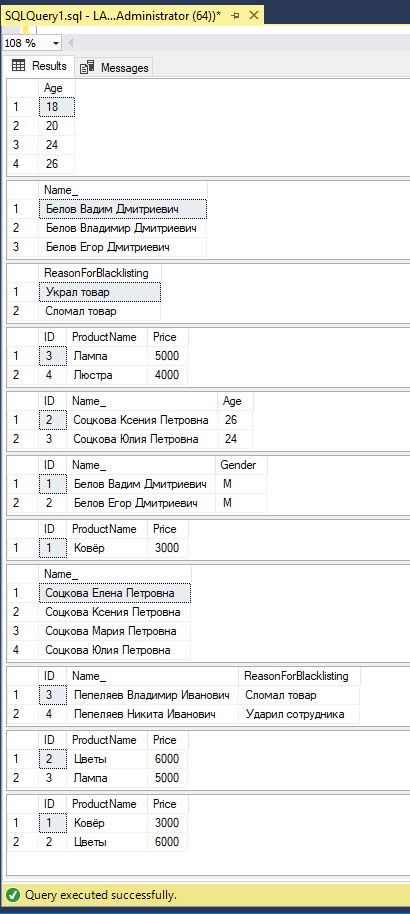 SQLQuery1.sql - LA...Administrator (64))*
108 %
Results Messages
Age
1 18
2 20
3 24
4 26
Name_
1 Белов Вадим Дмитриевич
2 Белов Владимир Дмитриевич
3 Белов Егор Дмитриевич
ReasonForBlacklisting
1 Украл товар
2 Сломал товар
ID ProductName Price
1 3 Лампа 5000
2 4 Люстра 4000
ID Name_ Age
1 2 Соцкова Ксения Петровна 26
2 3 Соцкова Юлия Петровна 24
ID Name_ Gender
1 1 Белов Вадим Дмитриевич М
2 2 Белов Егор Дмитриевич М
ID ProductName Price
1 1 Ковёр 3000
Name_
1 Соцкова Елена Петровна
2 Соцкова Ксения Петровна
3 Соцкова Мария Петровна
4 Соцкова Юлия Петровна
ID Name_ ReasonForBlacklisting
1 3 Пепеляев Владимир Иванович Сломал товар
2 4 Пепеляев Никита Иванович Ударил сотрудника
ID ProductName Price
1 2 Цветы 6000
2 3 Лампа 5000
ID ProductName Price
1 1 Ковёр 3000
2 2 Цветы 6000
Query executed successfully.